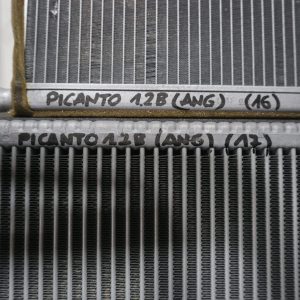 PICANTO 1.2B (ANG) (16)
PICANTO 1.2B (ANG) (17)